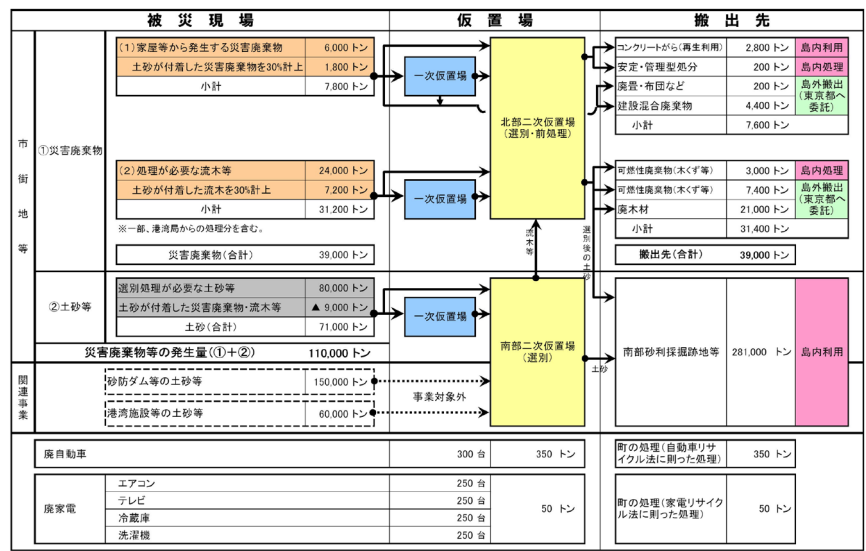 被災現場 仮置場 搬出先
市街地等
①災害廃棄物
(1)家屋等から発生する災害廃棄物 6,000 トン
土砂が付着した災害廃棄物を30%計上 1,800 トン
小計 7,800 トン
一次仮置場
北部二次仮置場
(選別・前処理)
コンクリートがら(再生利用) 2,800 トン 島内利用
安定・管理型処分 200 トン 島内処理
廃畳・布団など 200 トン 島外搬出
(東京都へ
委託)
建設混合廃棄物 4,400 トン
小計 7,600 トン
(2)処理が必要な流木等 24,000 トン
土砂が付着した流木を30%計上 7,200 トン
小計 31,200 トン
※一部、港湾局からの処理分を含む。
一次仮置場
可燃性廃棄物(木くず等) 3,000 トン 島内処理
可燃性廃棄物(木くず等) 7,400 トン 島外搬出
(東京都へ
委託)
廃木材 21,000 トン
小計 31,400 トン
流木等
選別後の土砂
災害廃棄物(合計) 39,000 トン
搬出先(合計) 39,000 トン
②土砂等
選別処理が必要な土砂等 80,000 トン
土砂が付着した災害廃棄物・流木等 ▲ 9,000 トン
土砂(合計) 71,000 トン
一次仮置場
南部二次仮置場
(選別)
土砂
南部砂利採掘跡地等 281,000 トン 島内利用
災害廃棄物等の発生量(①+②) 110,000 トン
関連事業
砂防ダム等の土砂等 150,000 トン
事業対象外
港湾施設等の土砂等 60,000 トン
廃自動車 300 台 350 トン
町の処理(自動車リサ
イクル法に則った処理) 350 トン
廃家電
エアコン 250 台
テレビ 250 台
冷蔵庫 250 台
洗濯機 250 台
50 トン
町の処理(家電リサイク
ル法に則った処理) 50 トン